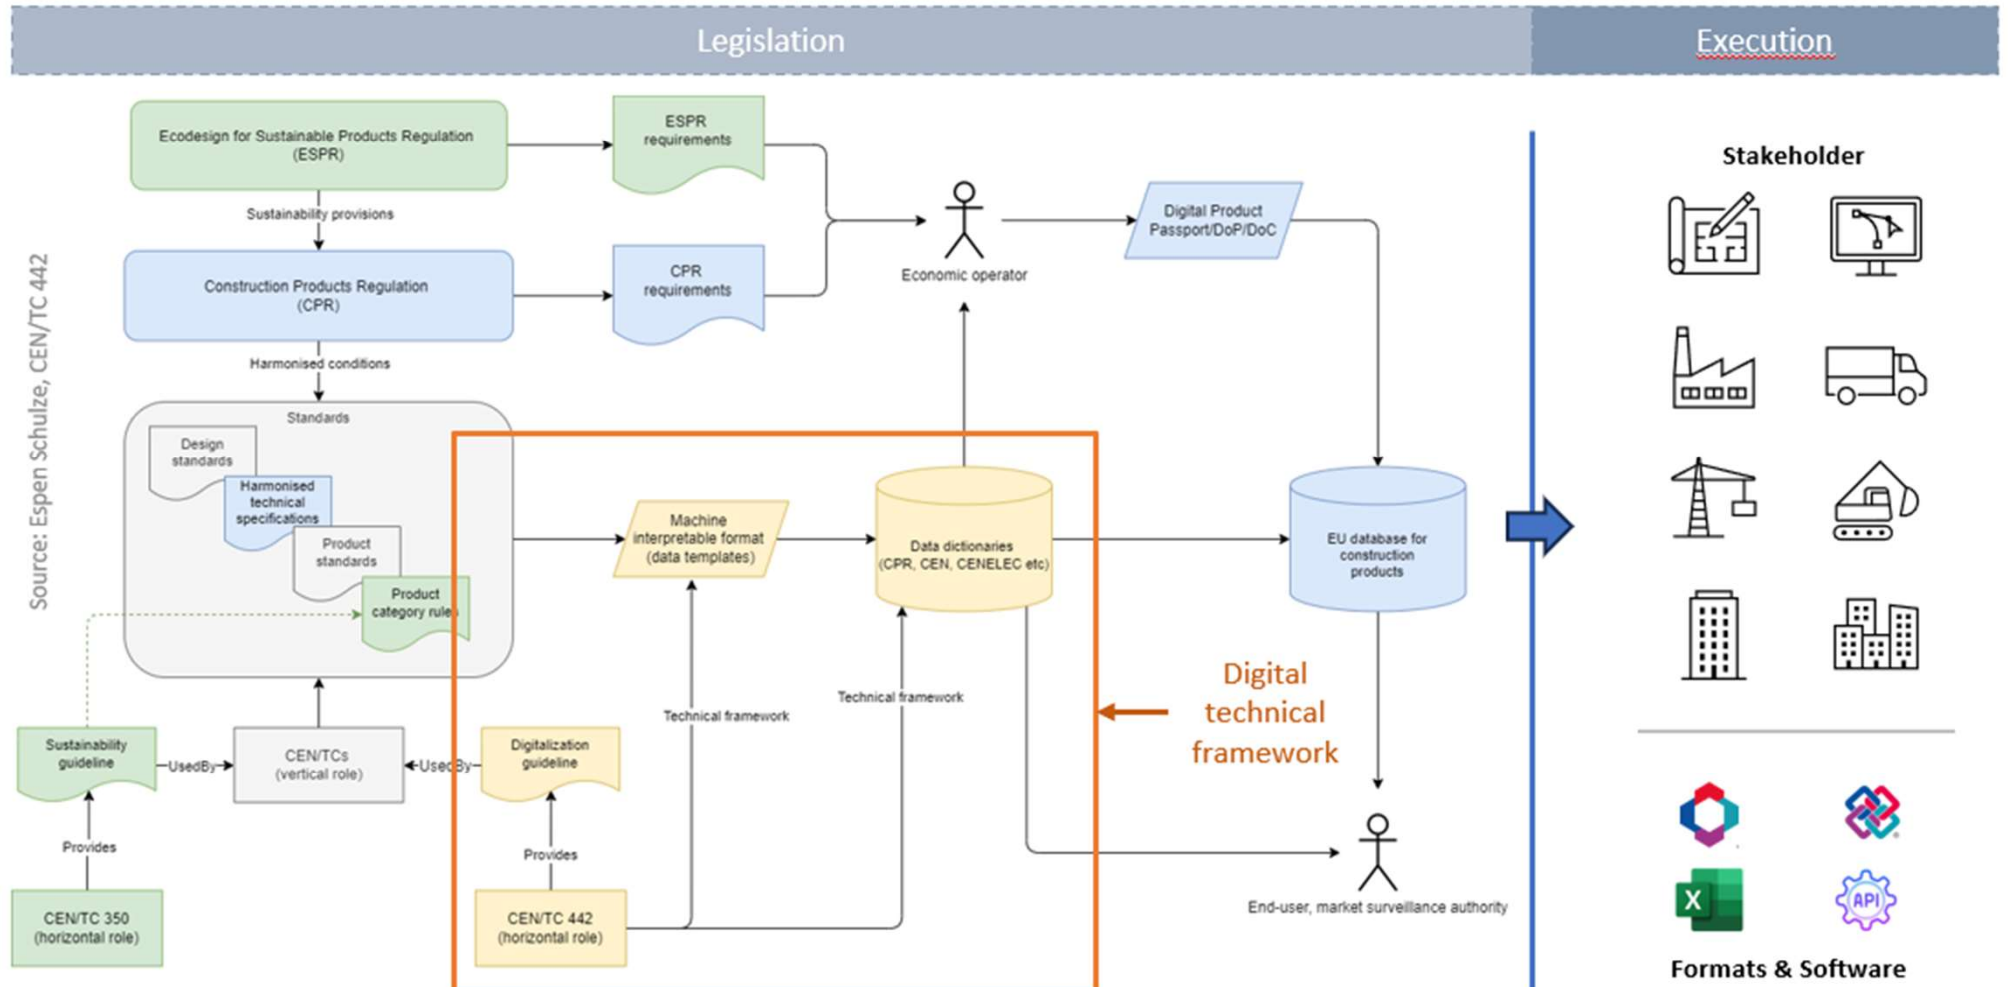 Legislation
Execution
Source: Espen Schulze, CEN/TC 442
Ecodesign for Sustainable Products Regulation
(ESPR)
ESPR
requirements
Sustainability provisions
Construction Products Regulation
(CPR)
CPR
requirements
Harmonised conditions
Economic operator
Digital Product
Passport/DoP/DoC
Standards
Design
standards
Harmonised
technical
specifications
Product
standards
Product
category rules
Machine
interpretable format
(data templates)
Data dictionaries
(CPR, CEN, CENELEC etc)
EU database for
construction
products
Technical framework
Technical framework
Digital
technical
framework
Sustainability
guideline
UsedBy
CEN/TCs
(vertical role)
UsedBy
Digitalization
guideline
Provides
Provides
CEN/TC 350
(horizontal role)
CEN/TC 442
(horizontal role)
End-user, market surveillance authority
Stakeholder
X
API
Formats & Software